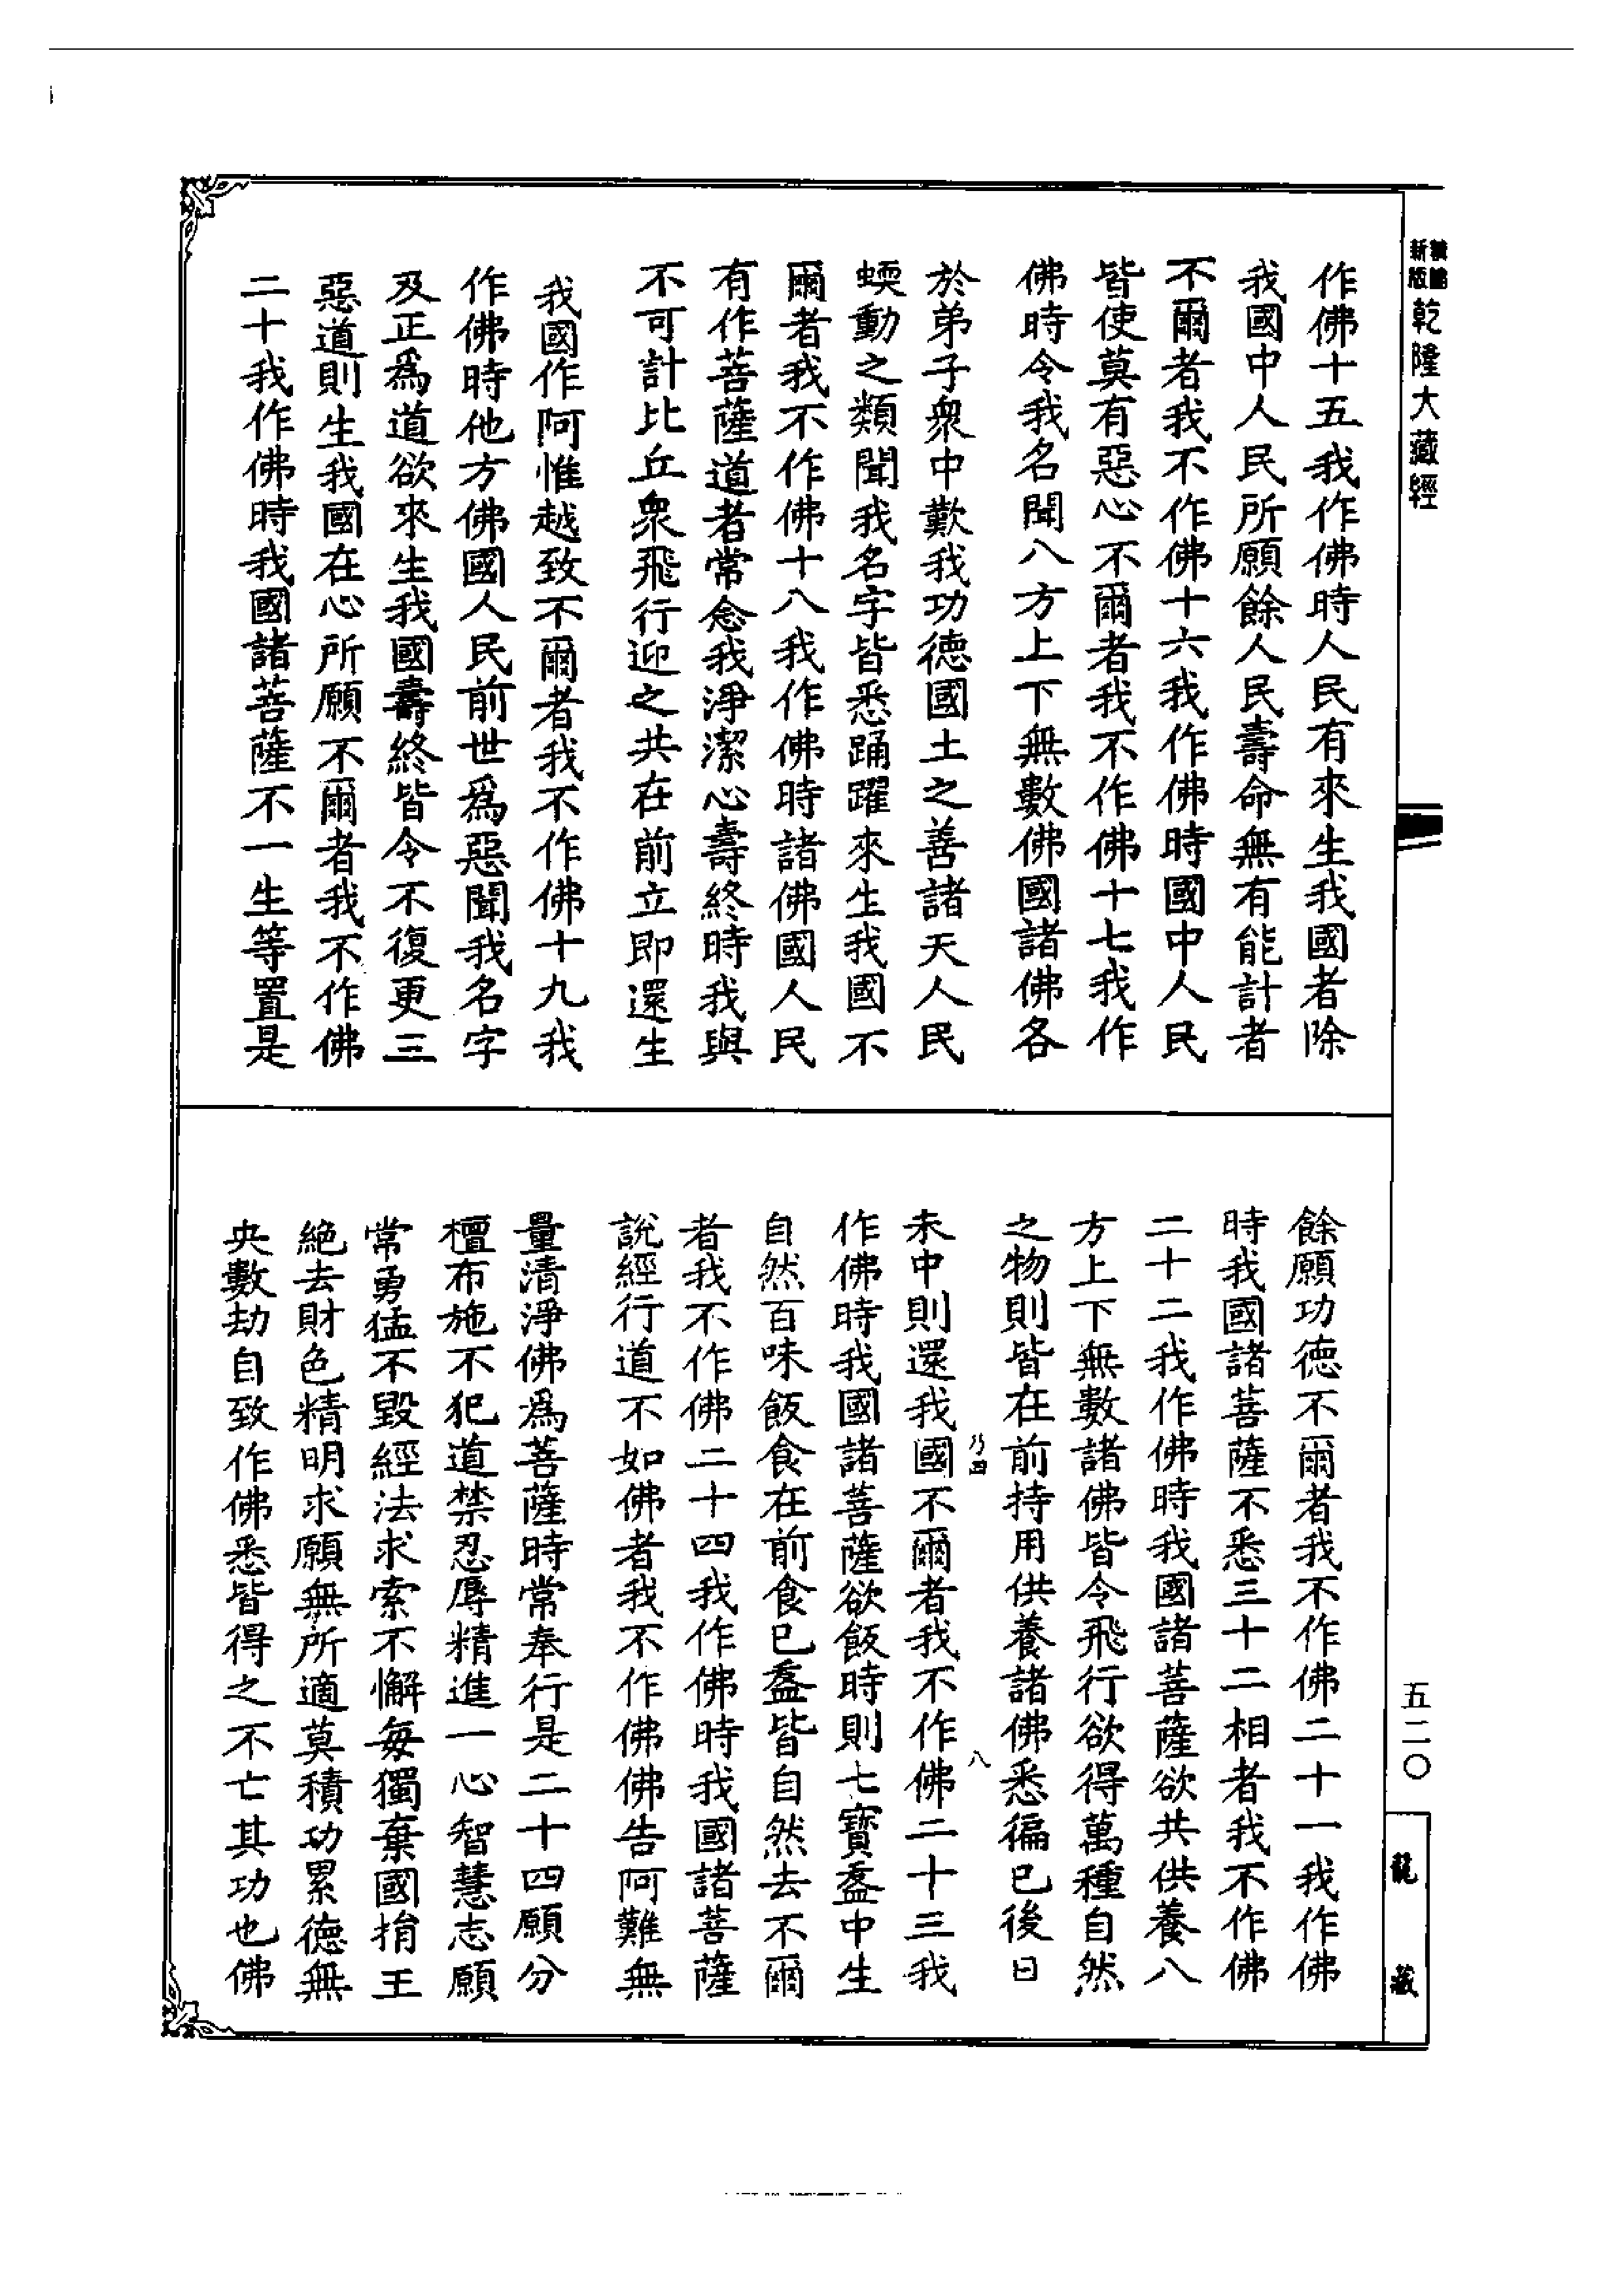 新版
乾隆大藏經
作佛十五我作佛時人民有來生我國者除
我國中人民所願餘人民壽命無有能計者
不爾者我不作佛十六我作佛時國中人民
皆使莫有惡心不爾者我不作佛十七我作
佛時令我名聞八方上下無數佛國諸佛各
於弟子衆中歎我功德國土之善諸天人民
蝡動之類聞我名字皆悉踊躍來生我國不
爾者我不作佛十八我作佛時諸佛國人民
有作菩薩道者常念我淨潔心壽終時我與
不可計比丘衆飛行迎之共在前立即還生
我國作阿惟越致不爾者我不作佛十九我
作佛時他方佛國人民前世爲惡聞我名字
及正爲道欲來生我國壽終皆令不復更三
惡道則生我國在心所願不爾者我不作佛
二十我作佛時我國諸菩薩不一生等置是
餘願功德不爾者我不作佛二十一我作佛
時我國諸菩薩不悉三十二相者我不作佛
二十二我作佛時我國諸菩薩欲共供養八
方上下無數諸佛皆令飛行欲得萬種自然
之物則皆在前持用供養諸佛悉徧已後日
乃四
八
未中則還我國不爾者我不作佛二十三我
作佛時我國諸菩薩欲飯時則七寶盋中生
自然百味飯食在前食已盋皆自然去不爾
者我不作佛二十四我作佛時我國諸菩薩
說經行道不如佛者我不作佛佛告阿難無
量清淨佛爲菩薩時常奉行是二十四願分
檀布施不犯道禁忍辱精進一心智慧志願
常勇猛不毀經法求索不懈每獨棄國捐王
絕去財色精明求願無所適莫積功累德無
央數劫自致作佛悉皆得之不亡其功也佛
五二〇
龍藏